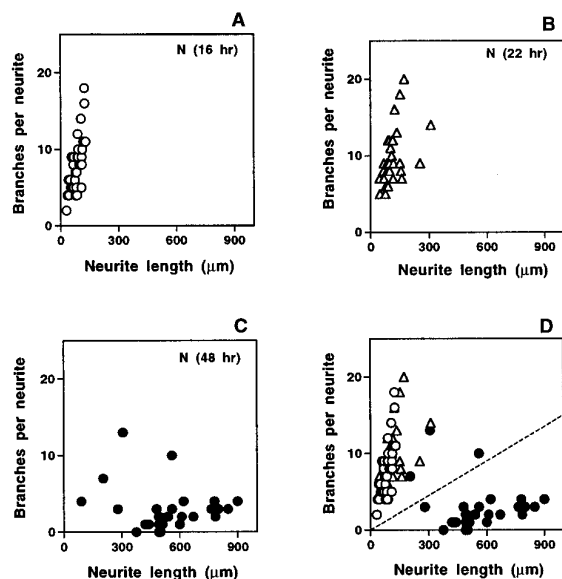 A
N (16 hr)
Branches per neurite
20
10
0
0 300 600 900
Neurite length (μm)
B
N (22 hr)
Branches per neurite
20
10
0
0 300 600 900
Neurite length (μm)
C
N (48 hr)
Branches per neurite
20
10
0
0 300 600 900
Neurite length (μm)
D
Branches per neurite
20
10
0
0 300 600 900
Neurite length (μm)